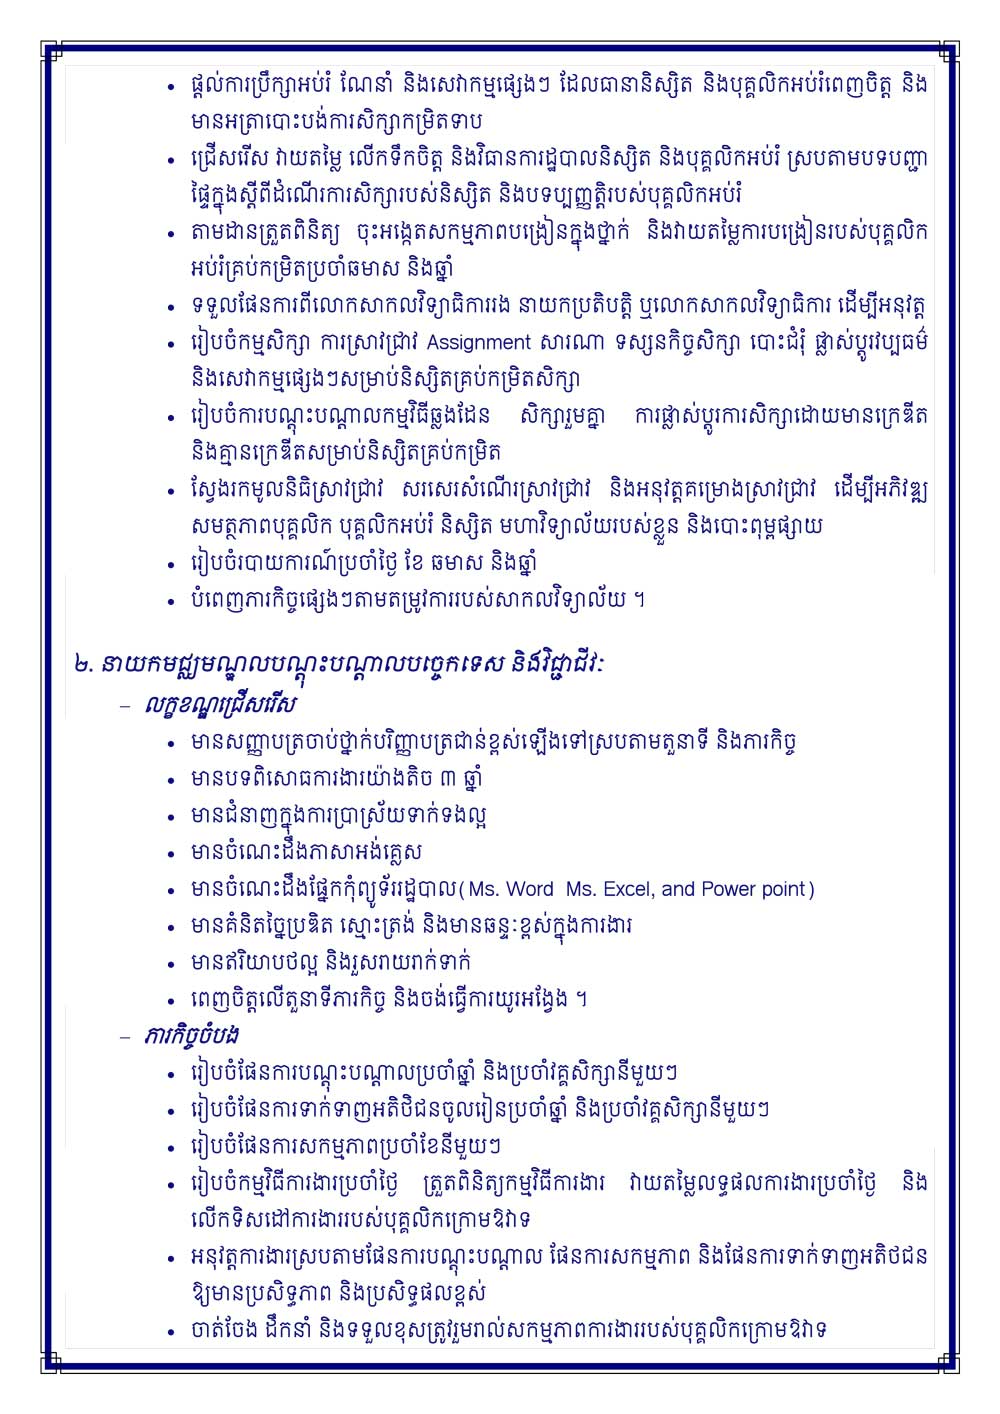 • ផ្តល់ការប្រឹក្សាអប់រំ ណែនាំ និងសេវាកម្មផ្សេងៗ ដែលធានានិស្សិត និងបុគ្គលិកអប់រំពេញចិត្ត និង
មានអត្រាបោះបង់ការសិក្សាកម្រិតទាប
• ជ្រើសរើស វាយតម្លៃ លើកទឹកចិត្ត និងវិធានការដ្ឋបាលនិស្សិត និងបុគ្គលិកអប់រំ ស្របតាមបទបញ្ជា
ផ្ទៃក្នុងស្តីពីដំណើរការសិក្សារបស់និស្សិត និងបទប្បញ្ញត្តិរបស់បុគ្គលិកអប់រំ
• តាមដានត្រួតពិនិត្យ ចុះអង្កេតសកម្មភាពបង្រៀនក្នុងថ្នាក់ និងវាយតម្លៃការបង្រៀនរបស់បុគ្គលិក
អប់រំគ្រប់កម្រិតប្រចាំឆមាស និងឆ្នាំ
• ទទួលផែនការពីលោកសាកលវិទ្យាធិការរង នាយកប្រតិបត្តិ ឬលោកសាកលវិទ្យាធិការ ដើម្បីអនុវត្ត
• រៀបចំកម្មសិក្សា ការស្រាវជ្រាវ Assignment សារណា ទស្សនកិច្ចសិក្សា បោះជំរុំ ផ្លាស់ប្តូរវប្បធម៌
និងសេវាកម្មផ្សេងៗសម្រាប់និស្សិតគ្រប់កម្រិតសិក្សា
• រៀបចំការបណ្តុះបណ្តាលកម្មវិធីឆ្លងដែន សិក្សារួមគ្នា ការផ្លាស់ប្តូរការសិក្សាដោយមានក្រេឌីត
និងគ្មានក្រេឌីតសម្រាប់និស្សិតគ្រប់កម្រិត
• ស្វែងរកមូលនិធិស្រាវជ្រាវ សរសេរសំណើរស្រាវជ្រាវ និងអនុវត្តគម្រោងស្រាវជ្រាវ ដើម្បីអភិវឌ្ឍ
សមត្ថភាពបុគ្គលិក បុគ្គលិកអប់រំ និស្សិត មហាវិទ្យាល័យរបស់ខ្លួន និងបោះពុម្ពផ្សាយ
• រៀបចំរបាយការណ៍ប្រចាំថ្ងៃ ខែ ឆមាស និងឆ្នាំ
• បំពេញភារកិច្ចផ្សេងៗតាមតម្រូវការរបស់សាកលវិទ្យាល័យ ។
២. នាយកមជ្ឈមណ្ឌលបណ្តុះបណ្តាលបច្ចេកទេស និងវិជ្ជាជីវៈ
– លក្ខខណ្ឌជ្រើសរើស
• មានសញ្ញាបត្រចាប់ថ្នាក់បរិញ្ញាបត្រជាន់ខ្ពស់ឡើងទៅស្របតាមតួនាទី និងភារកិច្ច
• មានបទពិសោធការងារយ៉ាងតិច ៣ ឆ្នាំ
• មានជំនាញក្នុងការប្រាស្រ័យទាក់ទងល្អ
• មានចំណេះដឹងភាសាអង់គ្លេស
• មានចំណេះដឹងផ្នែកកុំព្យូទ័ររដ្ឋបាល(Ms. Word Ms. Excel, and Power point)
• មានគំនិតច្នៃប្រឌិត ស្មោះត្រង់ និងមានឆន្ទៈខ្ពស់ក្នុងការងារ
• មានឥរិយាបថល្អ និងរួសរាយរាក់ទាក់
• ពេញចិត្តលើតួនាទីភារកិច្ច និងចង់ធ្វើការយូរអង្វែង ។
– ភារកិច្ចចំបង
• រៀបចំផែនការបណ្តុះបណ្តាលប្រចាំឆ្នាំ និងប្រចាំវគ្គសិក្សានីមួយៗ
• រៀបចំផែនការទាក់ទាញអតិថិជនចូលរៀនប្រចាំឆ្នាំ និងប្រចាំវគ្គសិក្សានីមួយៗ
• រៀបចំផែនការសកម្មភាពប្រចាំខែនីមួយៗ
• រៀបចំកម្មវិធីការងារប្រចាំថ្ងៃ ត្រួតពិនិត្យកម្មវិធីការងារ វាយតម្លៃលទ្ធផលការងារប្រចាំថ្ងៃ និង
លើកទិសដៅការងាររបស់បុគ្គលិកក្រោមឱវាទ
• អនុវត្តការងារស្របតាមផែនការបណ្តុះបណ្តាល ផែនការសកម្មភាព និងផែនការទាក់ទាញអតិថជន
ឱ្យមានប្រសិទ្ធភាព និងប្រសិទ្ធផលខ្ពស់
• ចាត់ចែង ដឹកនាំ និងទទួលខុសត្រូវរួមរាល់សកម្មភាពការងាររបស់បុគ្គលិកក្រោមឱវាទ